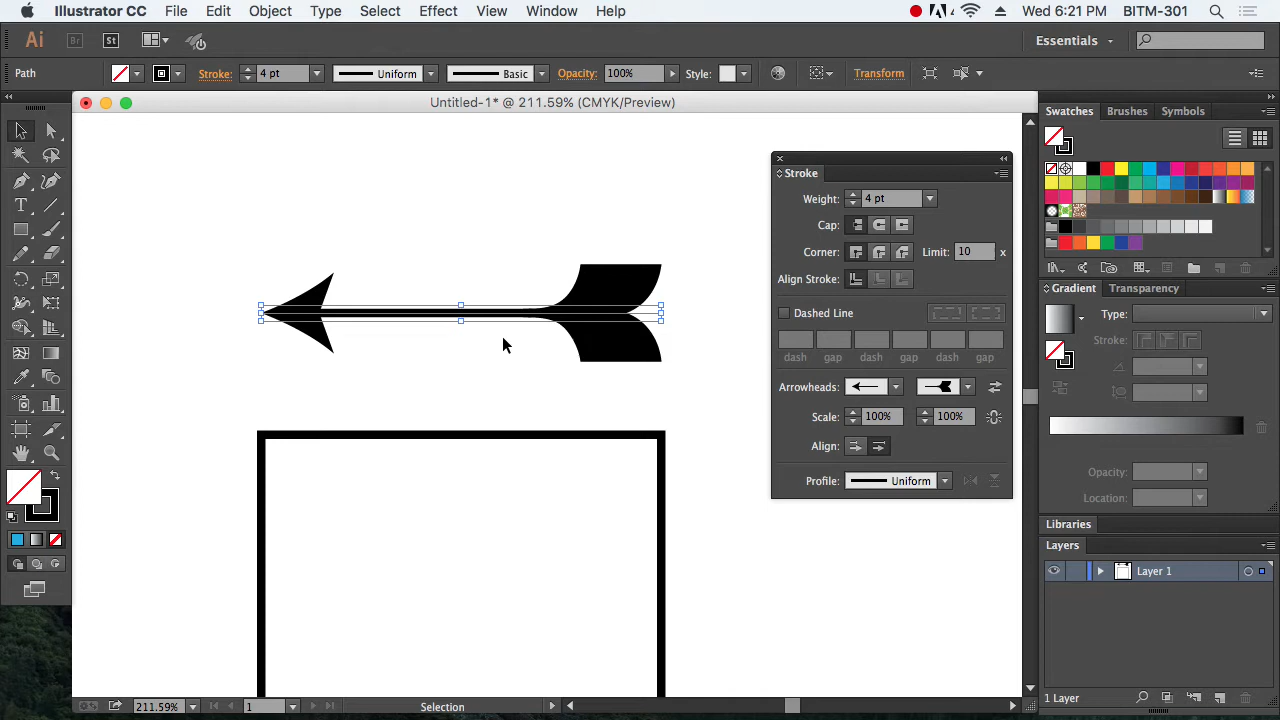 Illustrator CC File Edit Object Type Select Effect View Window Help 4 Wed 6:21 PM BITM-301
Ai Br St Essentials
Path Stroke: 4 pt Uniform Basic Opacity: 100% Style: Transform
Untitled-1* @ 211.59% (CMYK/Preview)
Swatches Brushes Symbols
Stroke
Weight: 4 pt
Cap:
Corner: Limit: 10 x
Align Stroke:
Dashed Line
dash gap dash gap dash gap
Arrowheads:
Scale: 100% 100%
Align:
Profile: Uniform
Gradient Transparency
Type:
Stroke:
Opacity:
Location:
Libraries
Layers
Layer 1
1 Layer
211.59% 1 Selection